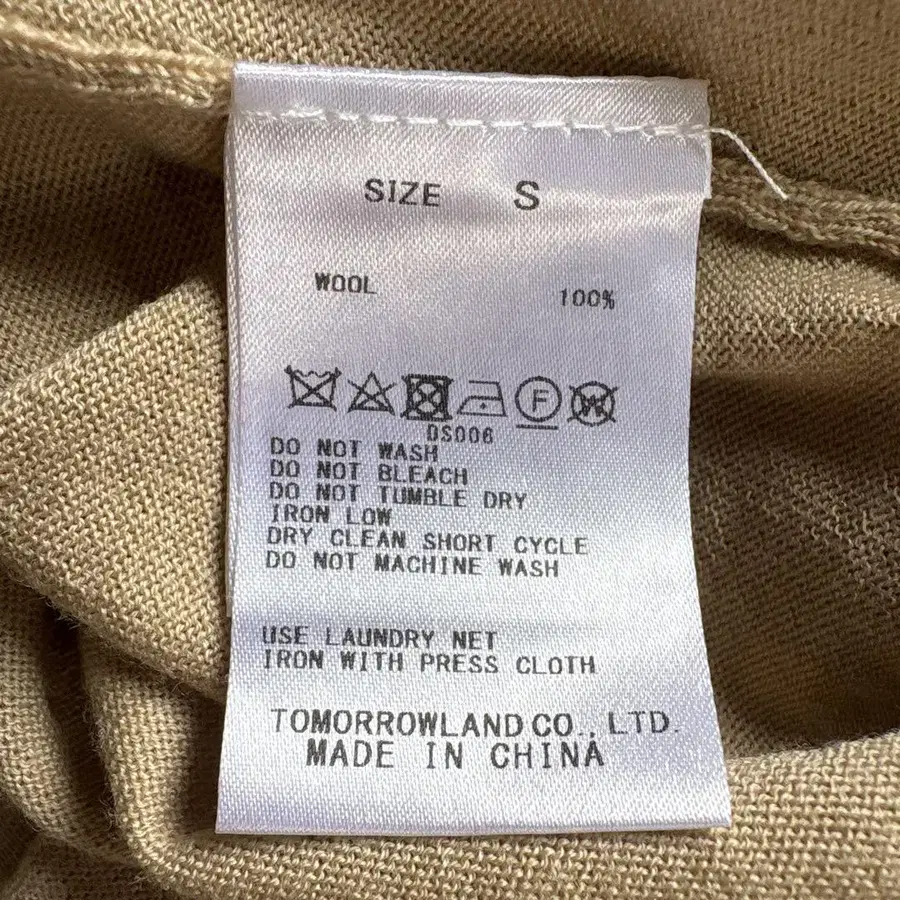 SIZE S
WOOL 100%
F W
DS006
DO NOT WASH
DO NOT BLEACH
DO NOT TUMBLE DRY
IRON LOW
DRY CLEAN SHORT CYCLE
DO NOT MACHINE WASH
USE LAUNDRY NET
IRON WITH PRESS CLOTH
TOMORROWLAND CO., LTD.
MADE IN CHINA